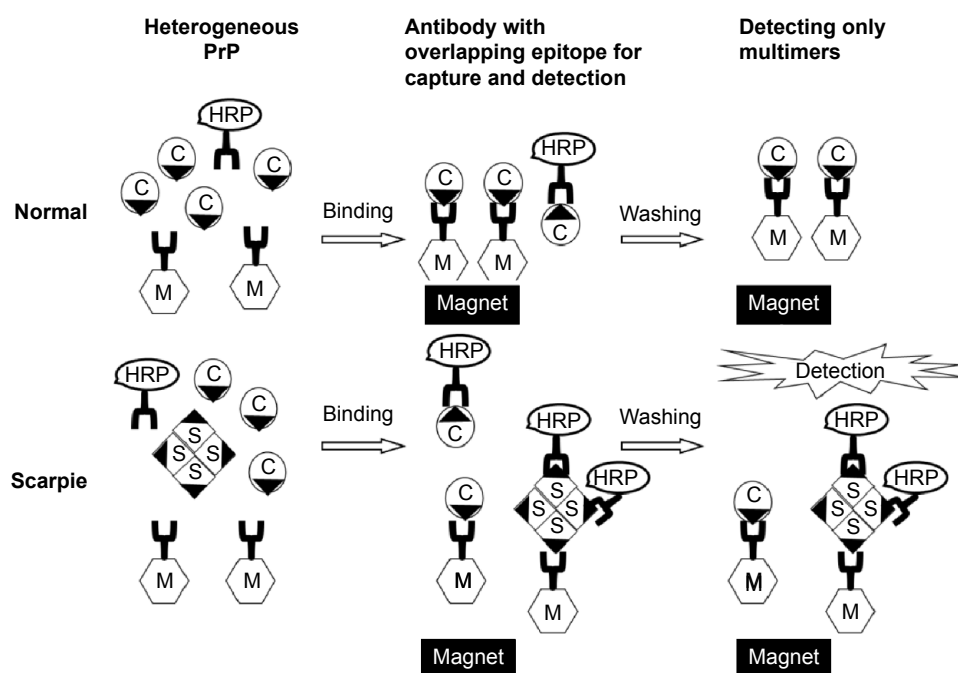 Heterogeneous
PrP
Antibody with
overlapping epitope for
capture and detection
Detecting only
multimers
Normal
HRP
C
C
C
C
M
M
Binding
C
C
HRP
C
M
M
Magnet
Washing
C
C
M
M
Magnet
Scarpie
HRP
C
C
C
S
S
S
S
M
M
Binding
HRP
C
HRP
HRP
C
S
S
S
S
M
M
Magnet
Washing
Detection
HRP
HRP
C
S
S
S
S
M
M
Magnet